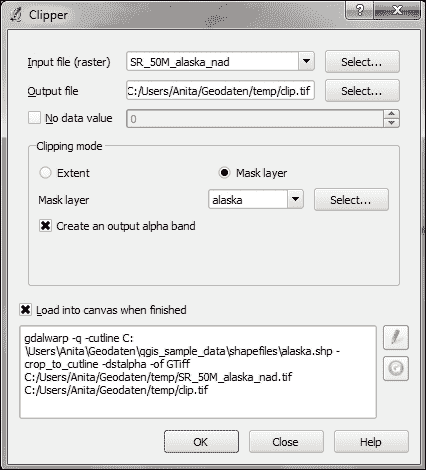 Clipper
Input file (raster) SR_50M_alaska_nad Select...
Output file C:/Users/Anita/Geodaten/temp/clip.tif Select...
No data value 0
Clipping mode
Extent Mask layer
Mask layer alaska Select...
Create an output alpha band
Load into canvas when finished
gdalwarp -q -cutline C:
\Users\Anita\Geodaten\qgis_sample_data\shapefiles\alaska.shp -
crop_to_cutline -dstalpha -of GTiff
C:/Users/Anita/Geodaten/temp/SR_50M_alaska_nad.tif
C:/Users/Anita/Geodaten/temp/clip.tif
OK Close Help